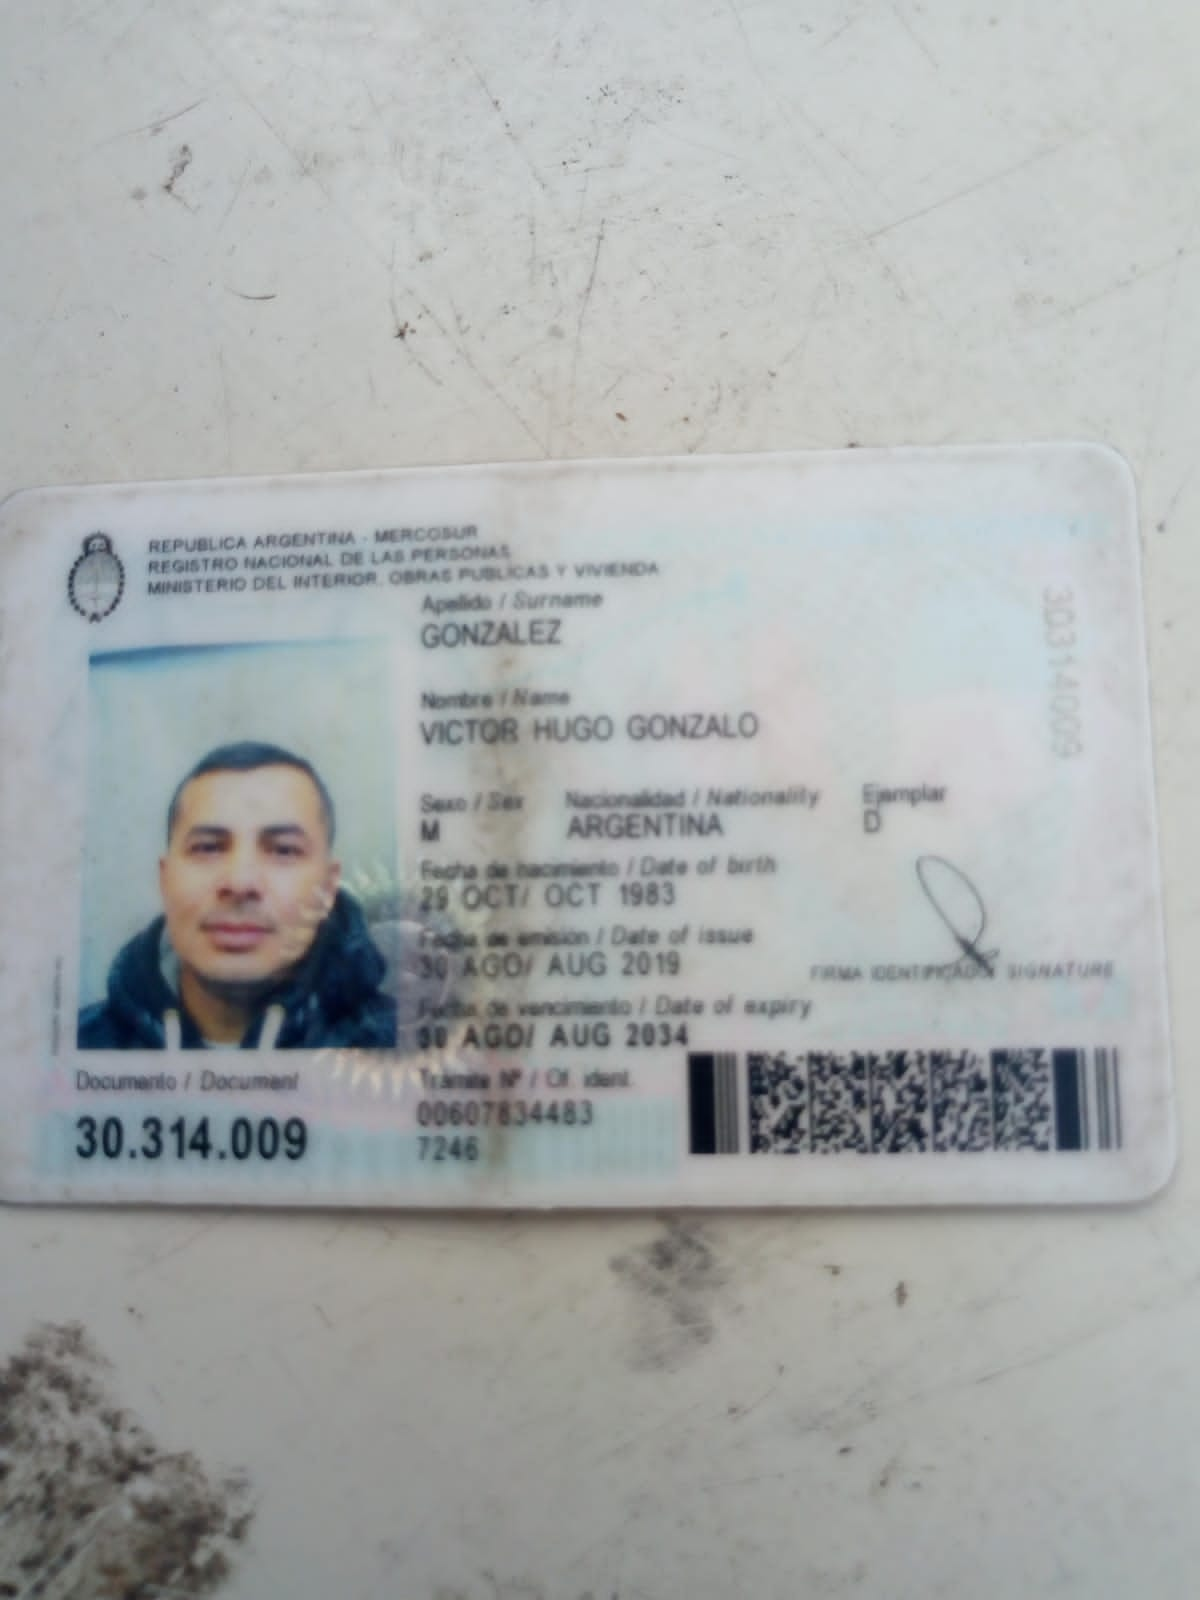 REPUBLICA ARGENTINA - MERCOSUR
REGISTRO NACIONAL DE LAS PERSONAS
MINISTERIO DEL INTERIOR, OBRAS PUBLICAS Y VIVIENDA
Apellido / Surname
GONZALEZ
Nombre / Name
VICTOR HUGO GONZALO
Sexo / Sex Nacionalidad / Nationality Ejemplar
M ARGENTINA D
Fecha de nacimiento / Date of birth
29 OCT/ OCT 1983
Fecha de emisión / Date of issue
30 AGO/ AUG 2019
FIRMA IDENTIFICADO / SIGNATURE
Fecha de vencimiento / Date of expiry
30 AGO/ AUG 2034
Documento / Document
30.314.009
Trámite Nº / Of. ident.
00607834483
7246
30314009